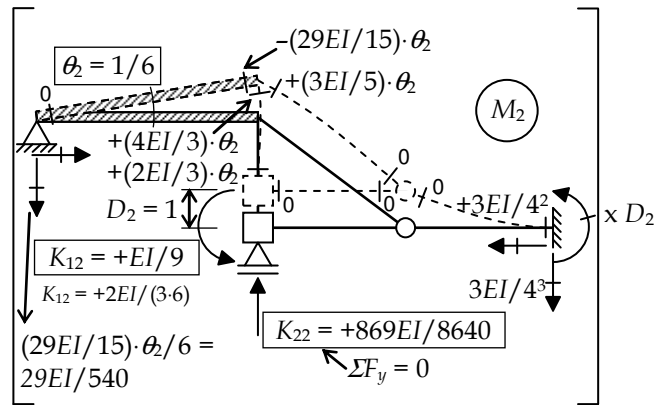 –(29EI/15)·θ₂
θ₂ = 1/6
0
+(3EI/5)·θ₂
M₂
+(4EI/3)·θ₂
+(2EI/3)·θ₂
0
0
0
0
D₂ = 1
+3EI/4²
x D₂
K₁₂ = +EI/9
K₁₂ = +2EI/(3·6)
3EI/4³
(29EI/15)·θ₂/6 =
29EI/540
K₂₂ = +869EI/8640
ΣF_y = 0